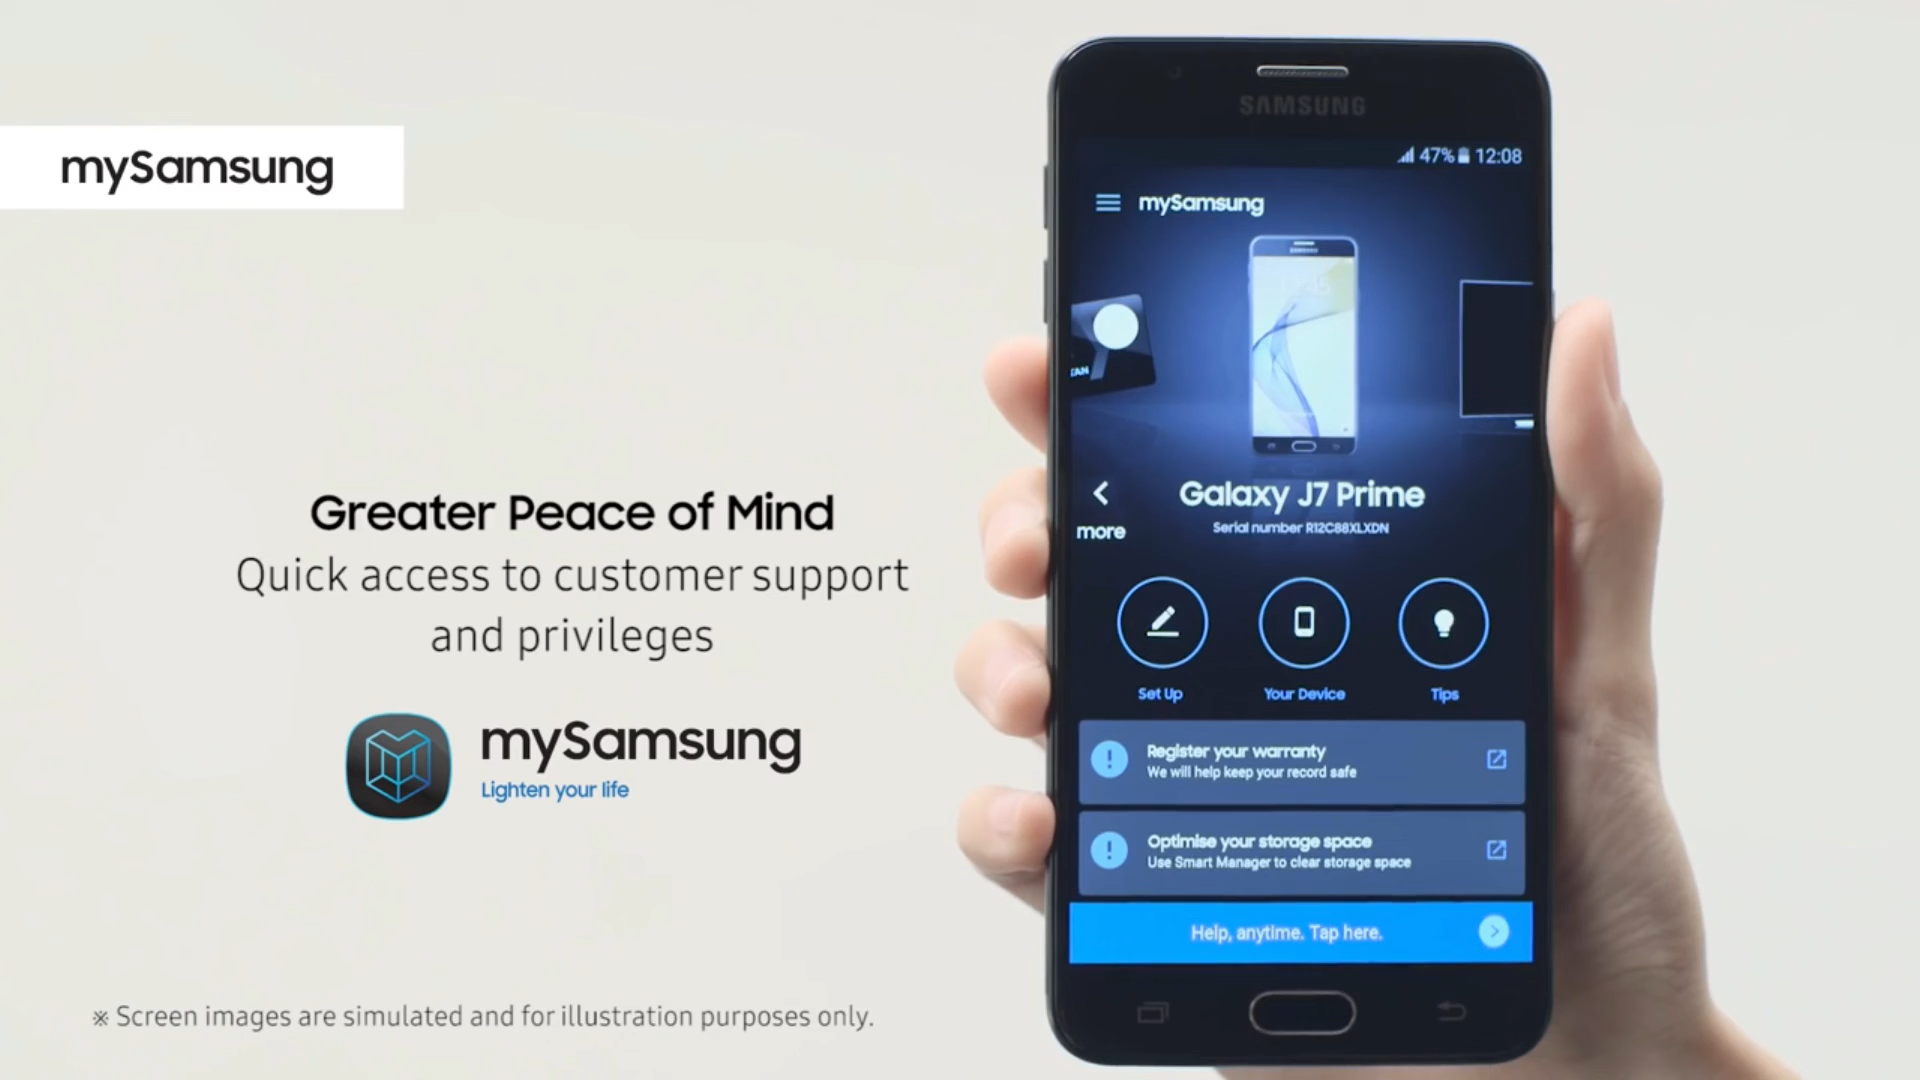 mySamsung
Greater Peace of Mind
Quick access to customer support
and privileges
mySamsung
Lighten your life
※ Screen images are simulated and for illustration purposes only.
SAMSUNG
47% 12:08
mySamsung
Galaxy J7 Prime
Serial number R12C88XLXDN
more
Set Up
Your Device
Tips
Register your warranty
We will help keep your record safe
Optimise your storage space
Use Smart Manager to clear storage space
Help, anytime. Tap here.